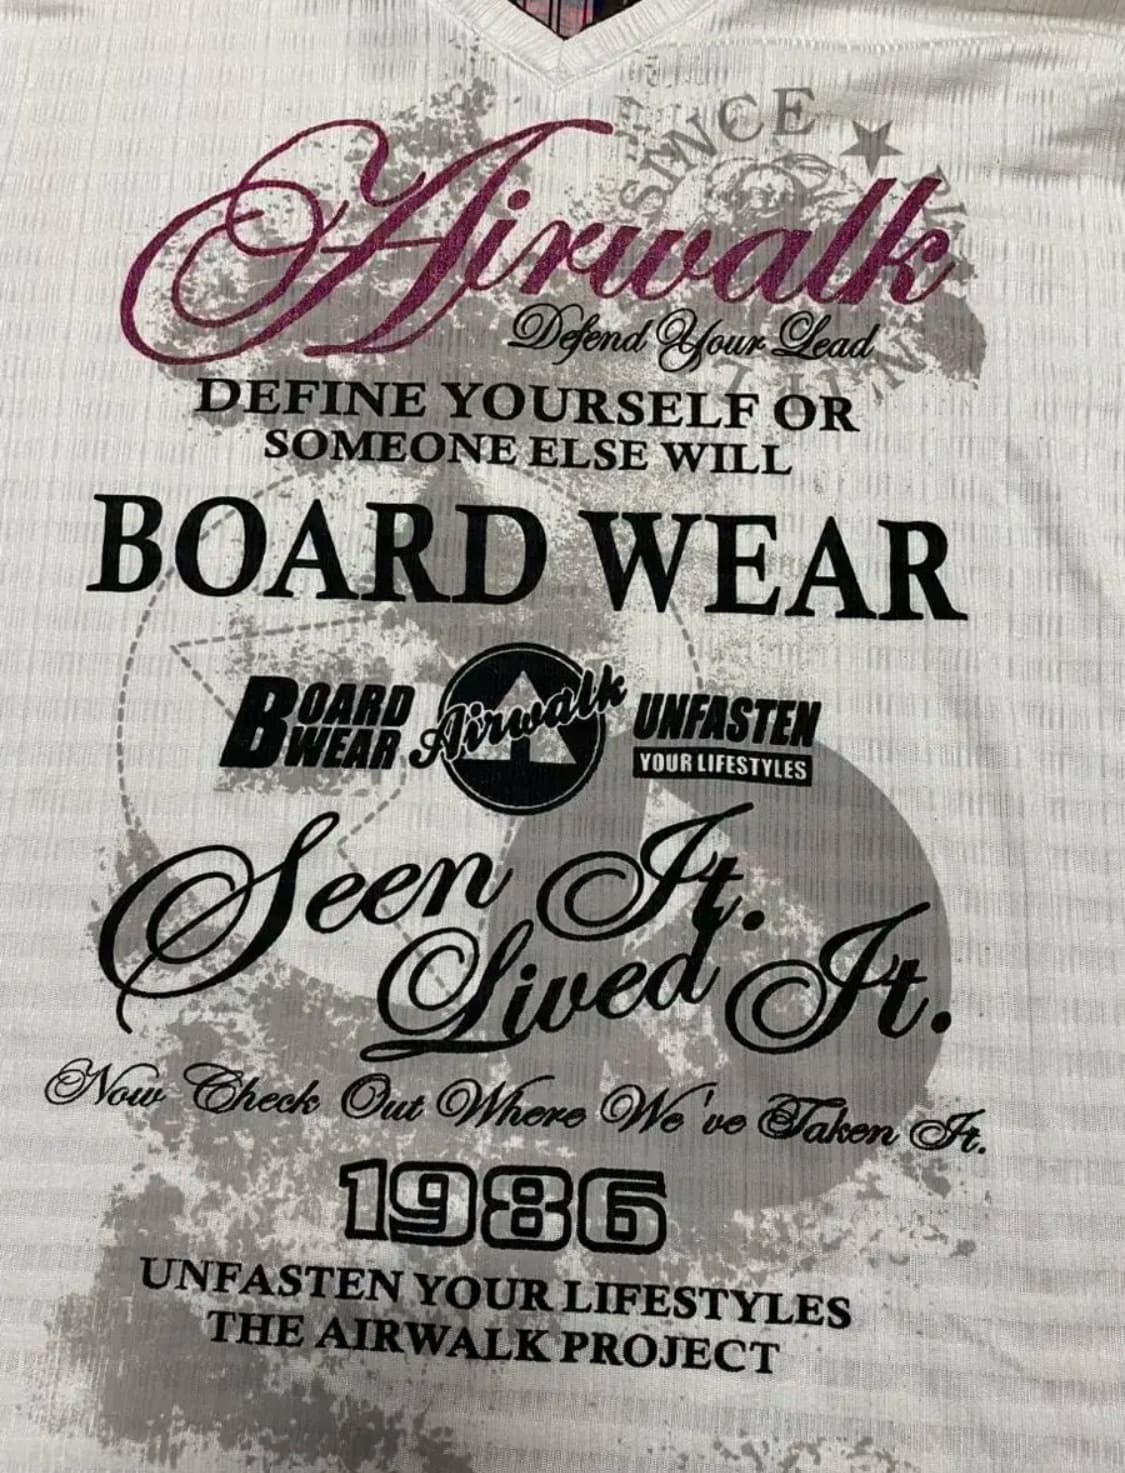 SINCE
Airwalk
Defend Your Lead
DEFINE YOURSELF OR
SOMEONE ELSE WILL
BOARD WEAR
BOARD
WEAR
Airwalk
UNFASTEN
YOUR LIFESTYLES
Seen It.
Lived It.
Now Check Out Where We've Taken It.
1986
UNFASTEN YOUR LIFESTYLES
THE AIRWALK PROJECT